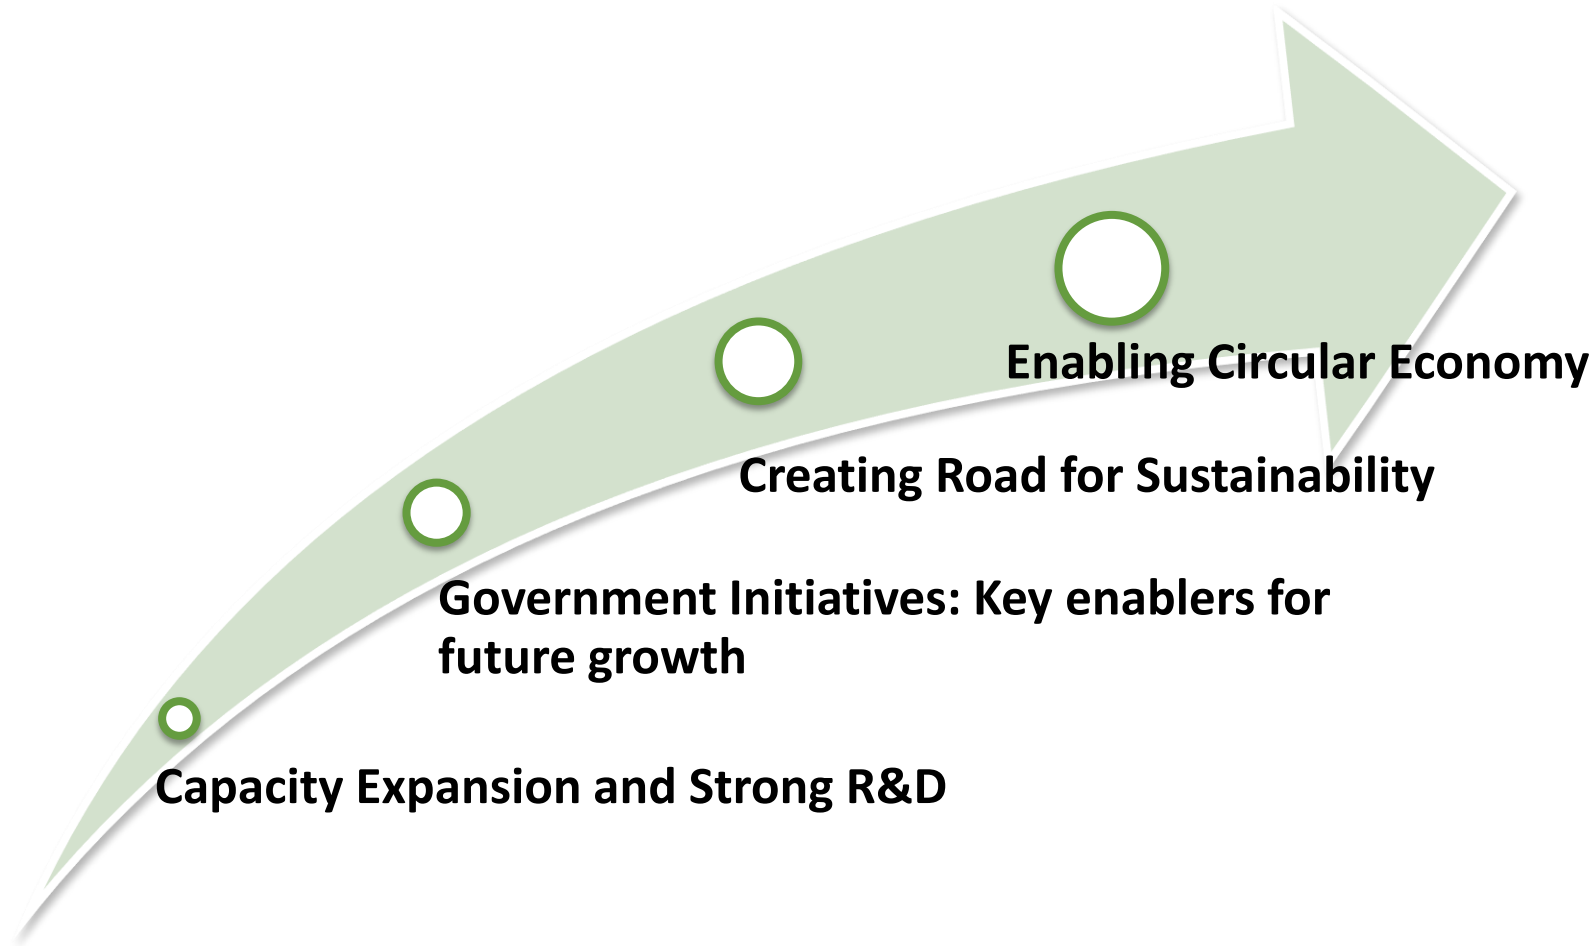 Enabling Circular Economy
Creating Road for Sustainability
Government Initiatives: Key enablers for
future growth
Capacity Expansion and Strong R&D